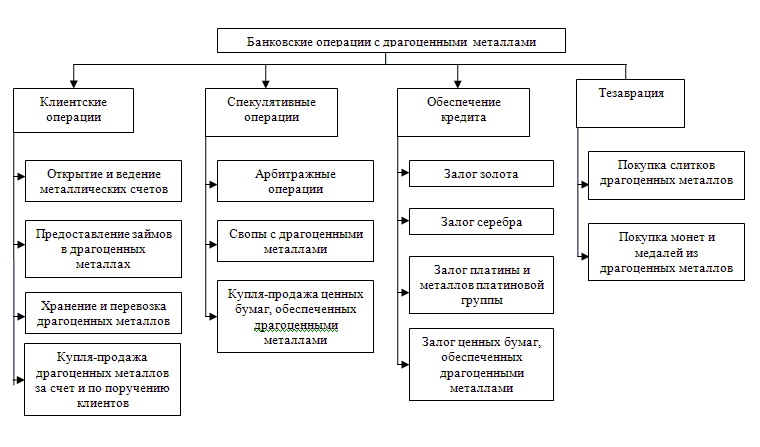 Банковские операции с драгоценными металлами
Клиентские
операции
Открытие и ведение
металлических счетов
Предоставление займов
в драгоценных
металлах
Хранение и перевозка
драгоценных металлов
Купля-продажа
драгоценных металлов
за счет и по поручению
клиентов
Спекулятивные
операции
Арбитражные
операции
Свопы с драгоценными
металлами
Купля-продажа ценных
бумаг, обеспеченных
драгоценными
металлами
Обеспечение
кредита
Залог золота
Залог серебра
Залог платины и
металлов платиновой
группы
Залог ценных бумаг,
обеспеченных
драгоценными
металлами
Тезаврация
Покупка слитков
драгоценных металлов
Покупка монет и
медалей из
драгоценных металлов